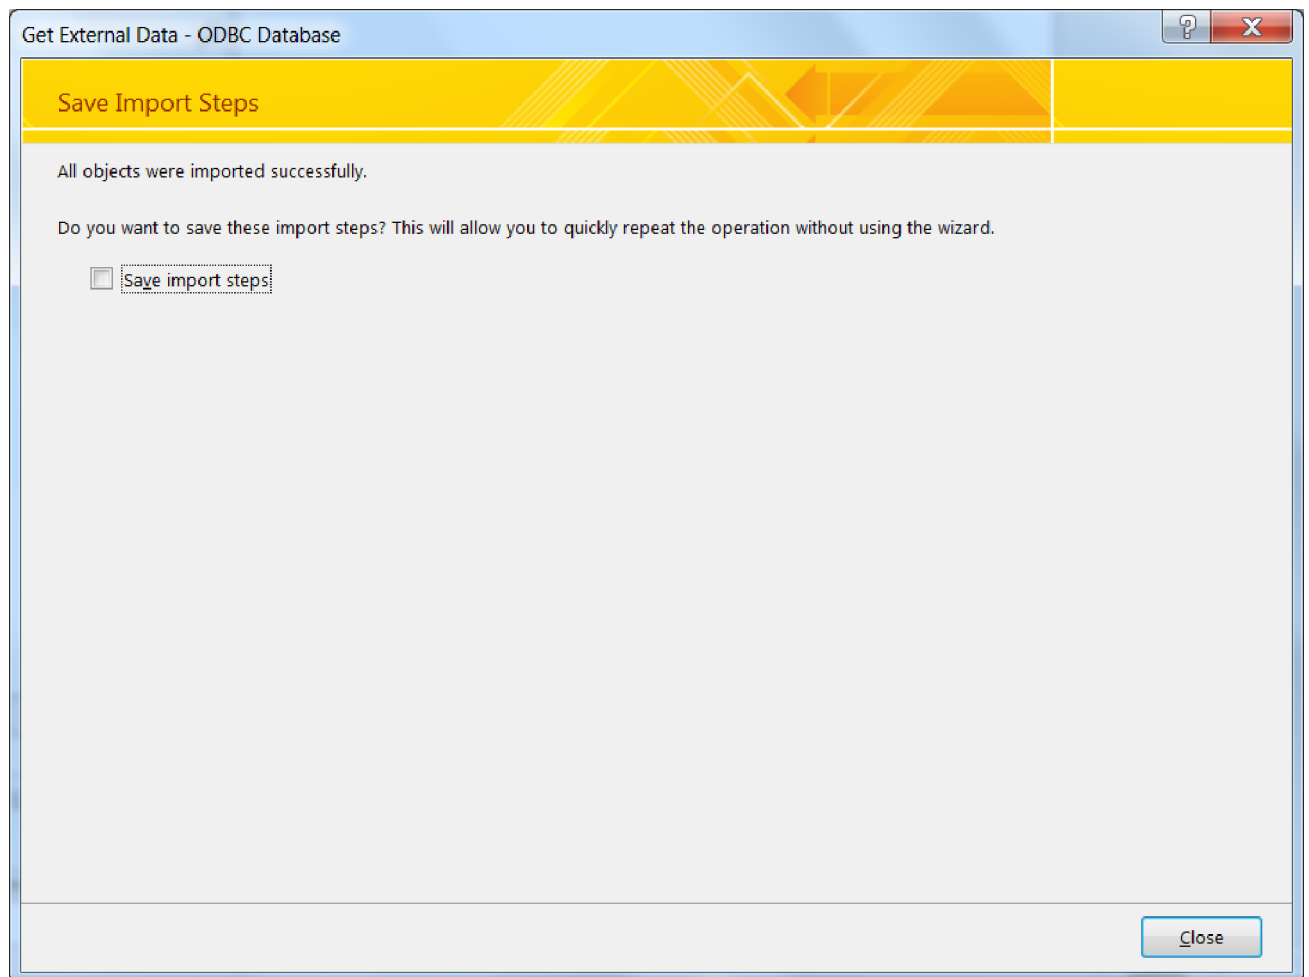 Get External Data - ODBC Database
Save Import Steps
All objects were imported successfully.
Do you want to save these import steps? This will allow you to quickly repeat the operation without using the wizard.
Save import steps
Close